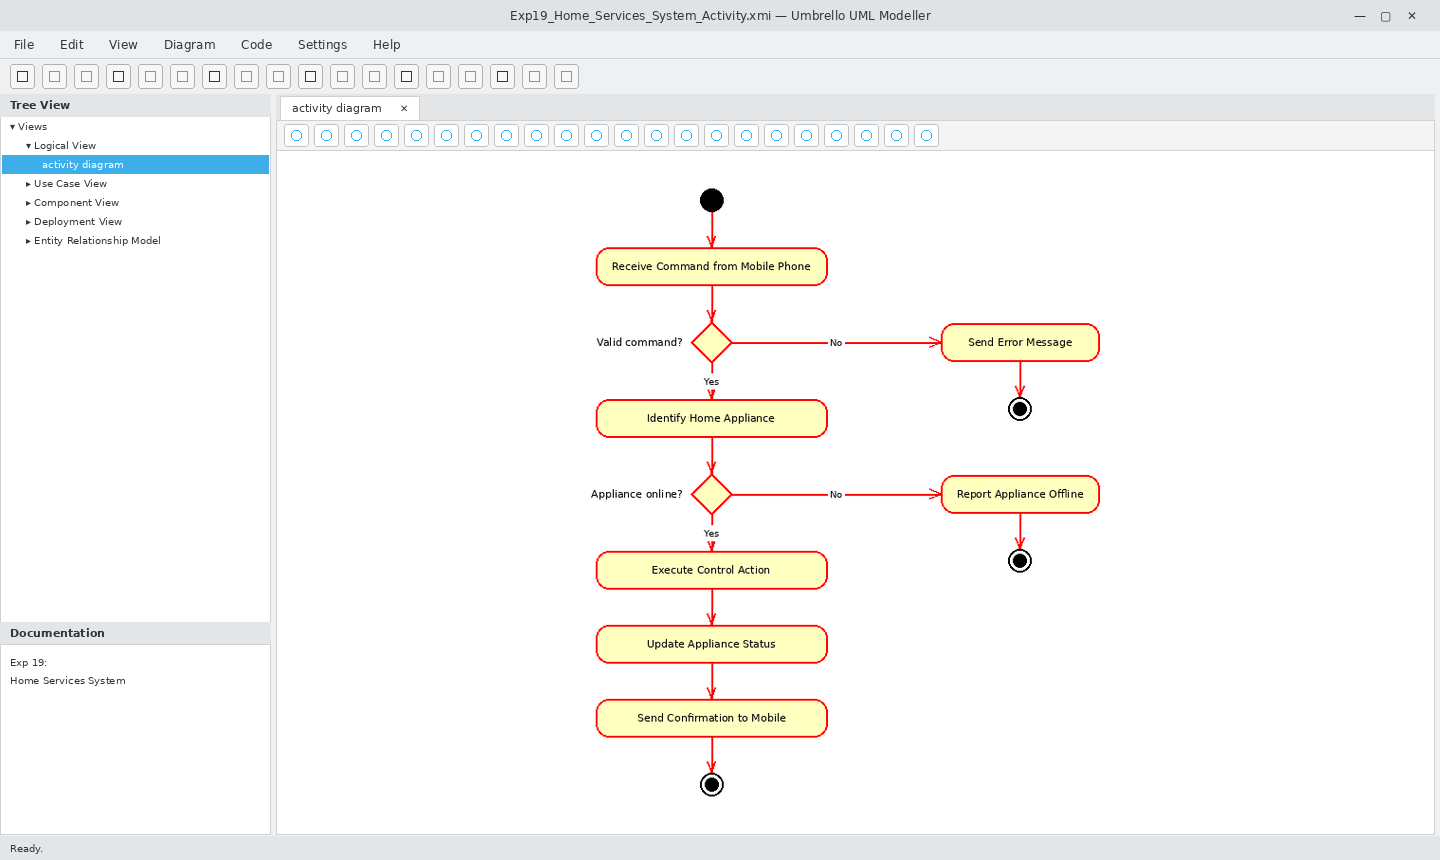 Exp19_Home_Services_System_Activity.xmi — Umbrello UML Modeller
File Edit View Diagram Code Settings Help
Tree View
Views
Logical View
activity diagram
Use Case View
Component View
Deployment View
Entity Relationship Model
Documentation
Exp 19:
Home Services System
activity diagram
Receive Command from Mobile Phone
Valid command?
No
Send Error Message
Yes
Identify Home Appliance
Appliance online?
No
Report Appliance Offline
Yes
Execute Control Action
Update Appliance Status
Send Confirmation to Mobile
Ready.